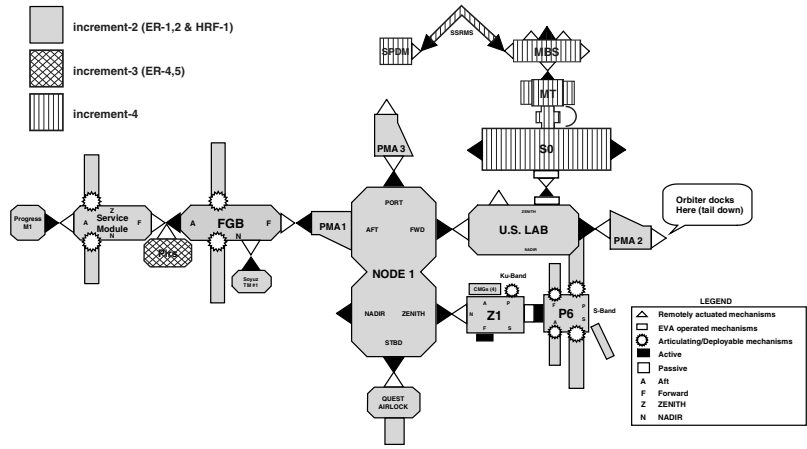 increment-2 (ER-1,2 & HRF-1)
increment-3 (ER-4,5)
increment-4
SSRMS
SPDM
MBS
MT
S0
PMA 3
Orbiter docks
Here (tail down)
Progress
M1
Z
Service
Module
A
F
N
A
FGB
F
N
Pirs
Soyuz
TM #1
PMA1
PORT
AFT
FWD
NODE 1
NADIR
ZENITH
STBD
QUEST
AIRLOCK
ZENITH
U.S. LAB
NADIR
PMA 2
Ku-Band
CMGs (4)
A
P
N
Z1
F
S
F
P
P6
A
S
S-Band
LEGEND
Remotely actuated mechanisms
EVA operated mechanisms
Articulating/Deployable mechanisms
Active
Passive
A Aft
F Forward
Z ZENITH
N NADIR